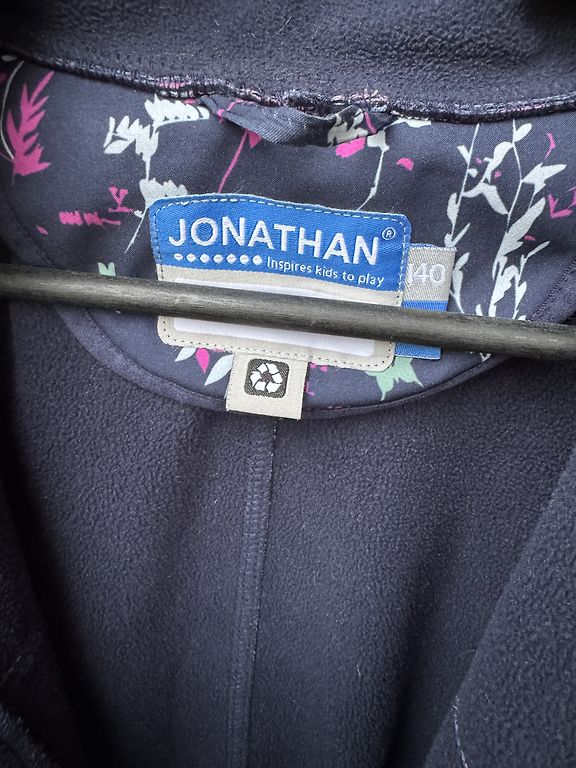 JONATHAN®
Inspires kids to play
140